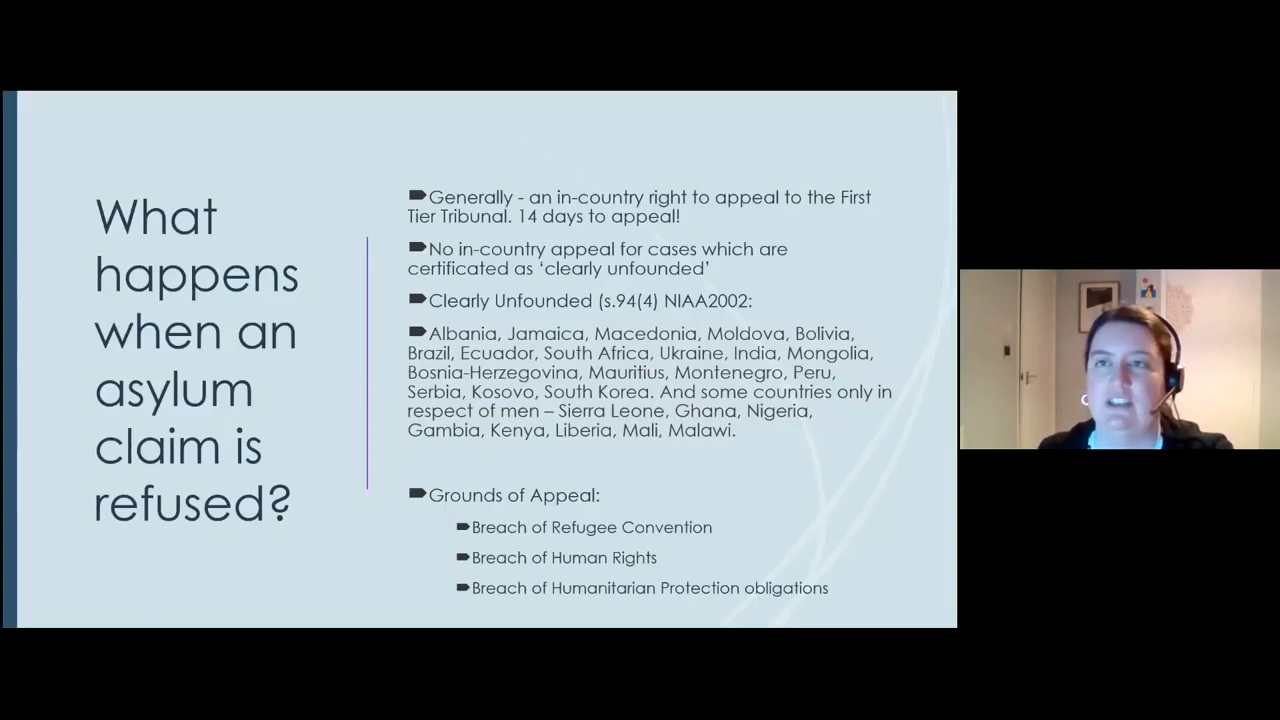 What
happens
when an
asylum
claim is
refused?
Generally - an in-country right to appeal to the First
Tier Tribunal. 14 days to appeal!
No in-country appeal for cases which are
certificated as ‘clearly unfounded’
Clearly Unfounded (s.94(4) NIAA2002:
Albania, Jamaica, Macedonia, Moldova, Bolivia,
Brazil, Ecuador, South Africa, Ukraine, India, Mongolia,
Bosnia-Herzegovina, Mauritius, Montenegro, Peru,
Serbia, Kosovo, South Korea. And some countries only in
respect of men – Sierra Leone, Ghana, Nigeria,
Gambia, Kenya, Liberia, Mali, Malawi.
Grounds of Appeal:
Breach of Refugee Convention
Breach of Human Rights
Breach of Humanitarian Protection obligations